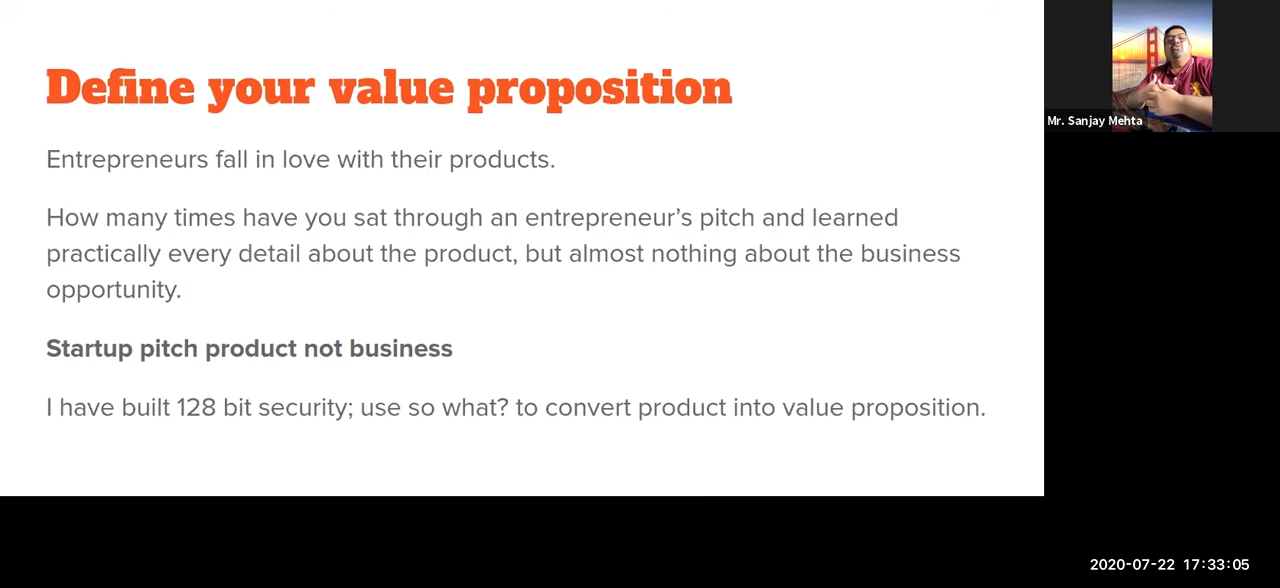 Define your value proposition
Entrepreneurs fall in love with their products.
How many times have you sat through an entrepreneur’s pitch and learned
practically every detail about the product, but almost nothing about the business
opportunity.
Startup pitch product not business
I have built 128 bit security; use so what? to convert product into value proposition.
Mr. Sanjay Mehta
2020-07-22 17:33:05